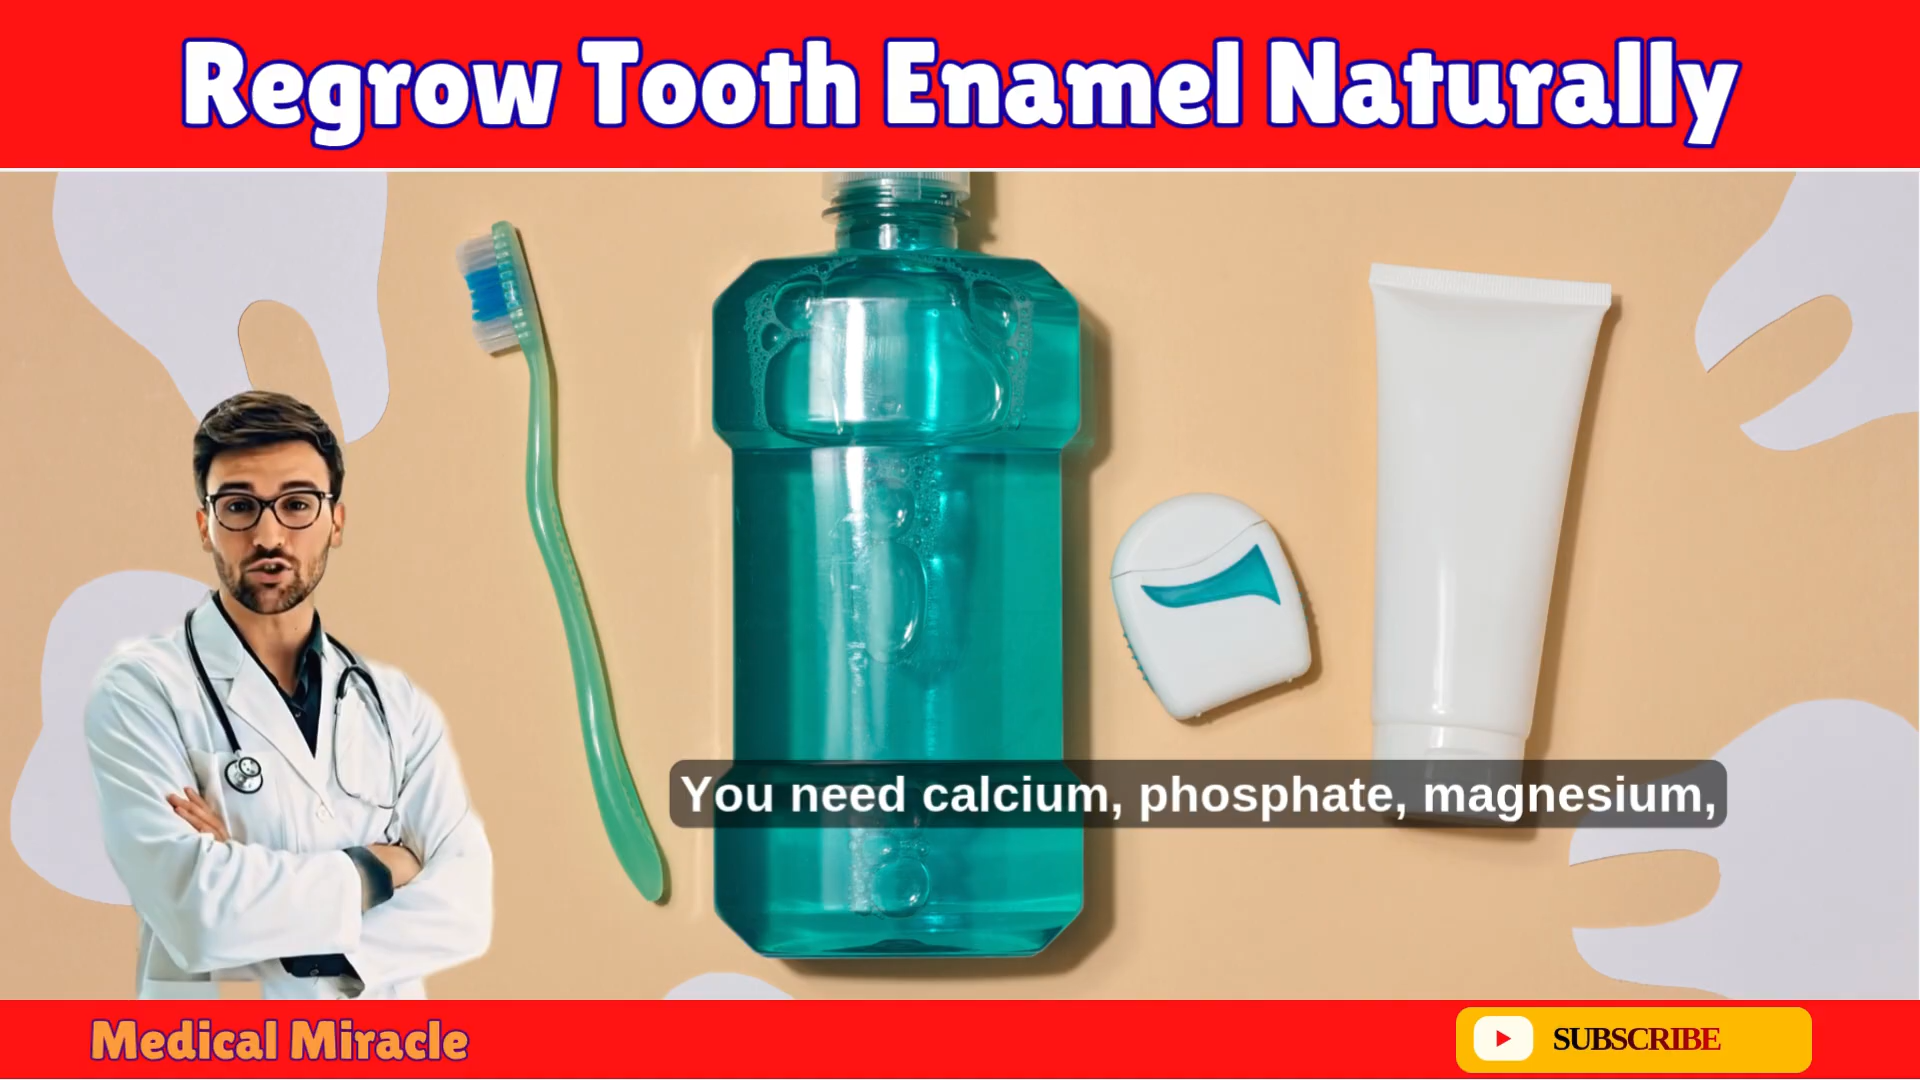 Regrow Tooth Enamel Naturally
You need calcium, phosphate, magnesium,
Medical Miracle
SUBSCRIBE